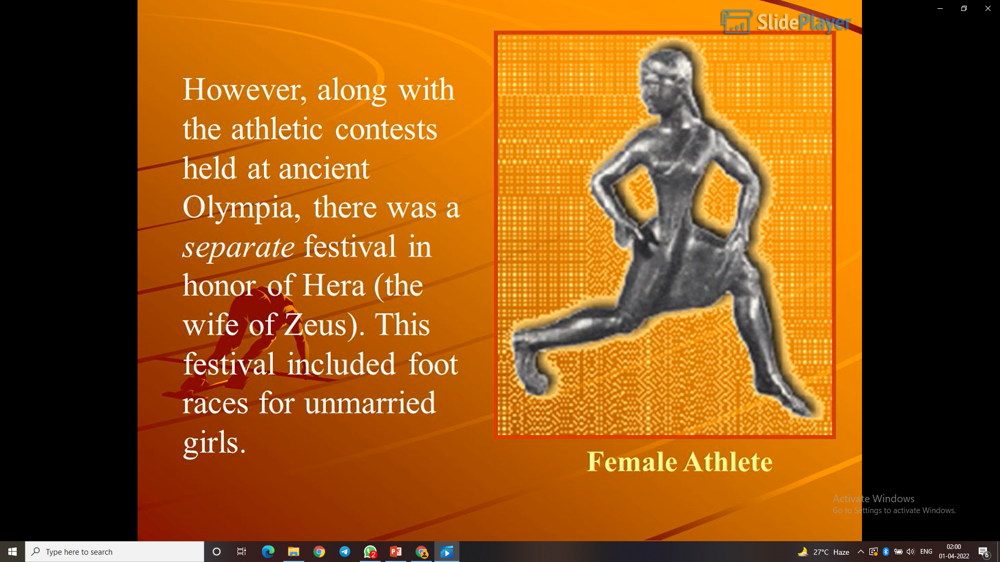 SlidePlayer
However, along with
the athletic contests
held at ancient
Olympia, there was a
separate festival in
honor of Hera (the
wife of Zeus). This
festival included foot
races for unmarried
girls.
Female Athlete
Activate Windows
Go to Settings to activate Windows.
Type here to search
2
27°C Haze
ENG
02:00
01-04-2022
6